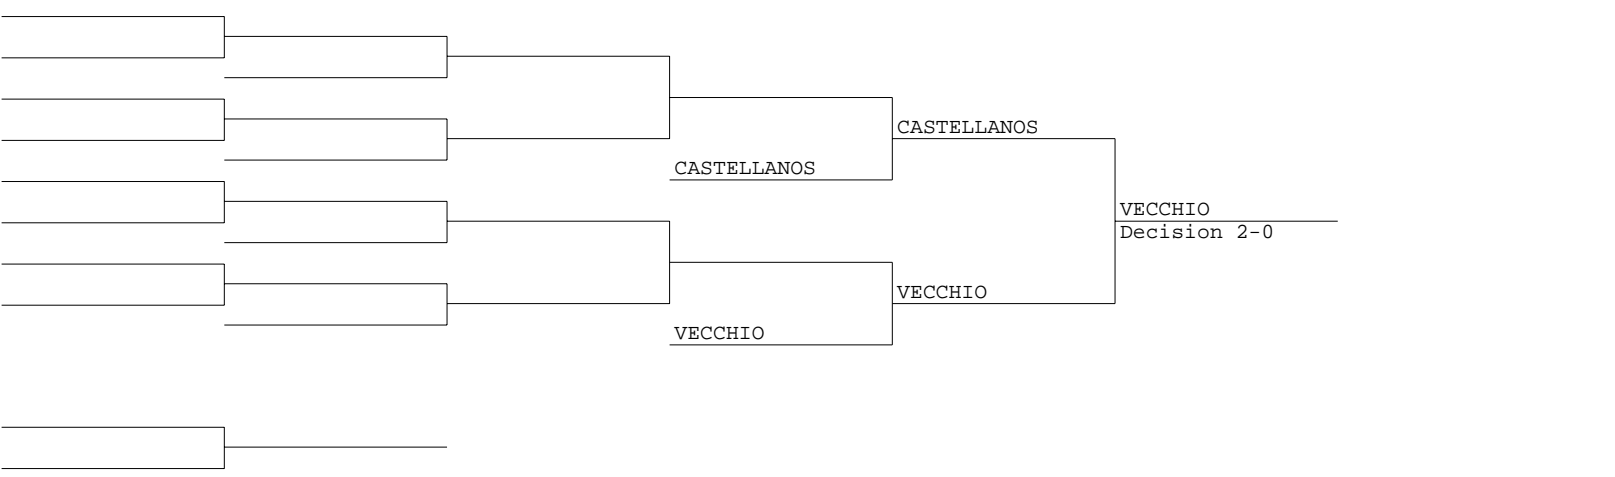 CASTELLANOS
CASTELLANOS
VECCHIO
Decision 2-0
VECCHIO
VECCHIO